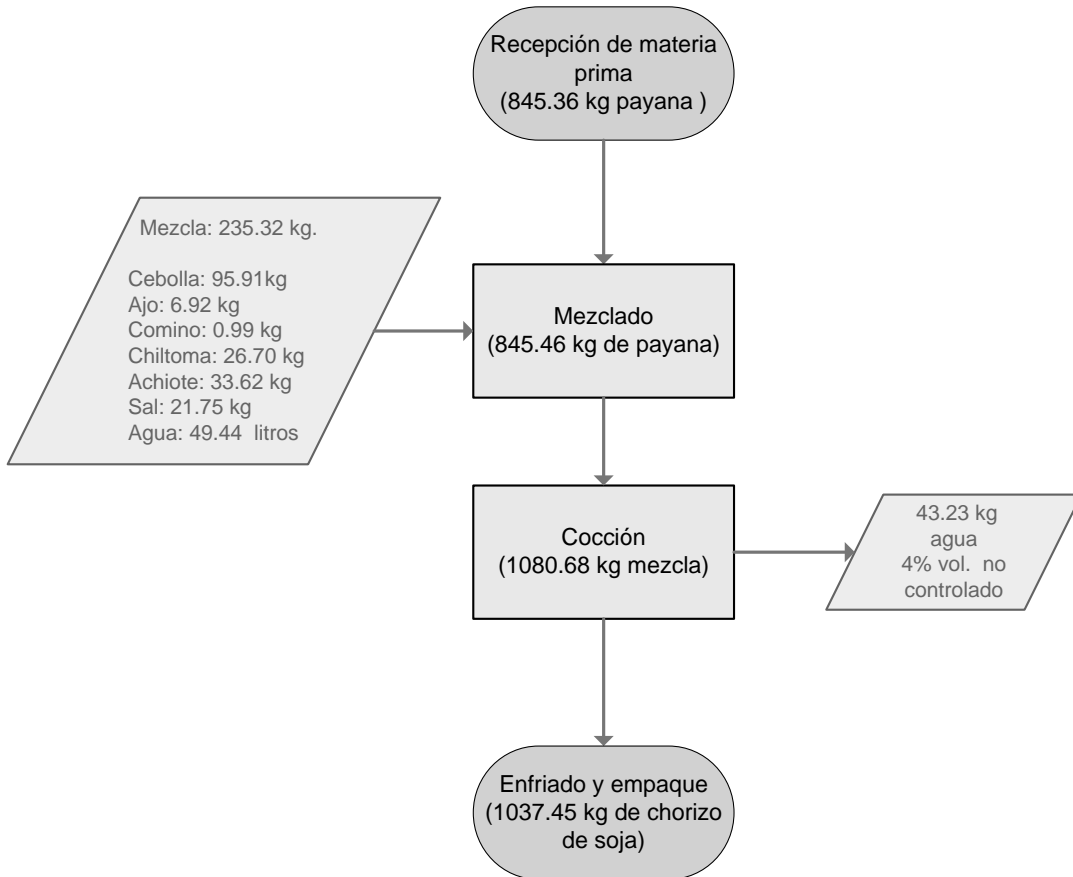 Recepción de materia
prima
(845.36 kg payana )
Mezcla: 235.32 kg.
Cebolla: 95.91kg
Ajo: 6.92 kg
Comino: 0.99 kg
Chiltoma: 26.70 kg
Achiote: 33.62 kg
Sal: 21.75 kg
Agua: 49.44 litros
Mezclado
(845.46 kg de payana)
Cocción
(1080.68 kg mezcla)
43.23 kg
agua
4% vol. no
controlado
Enfriado y empaque
(1037.45 kg de chorizo
de soja)